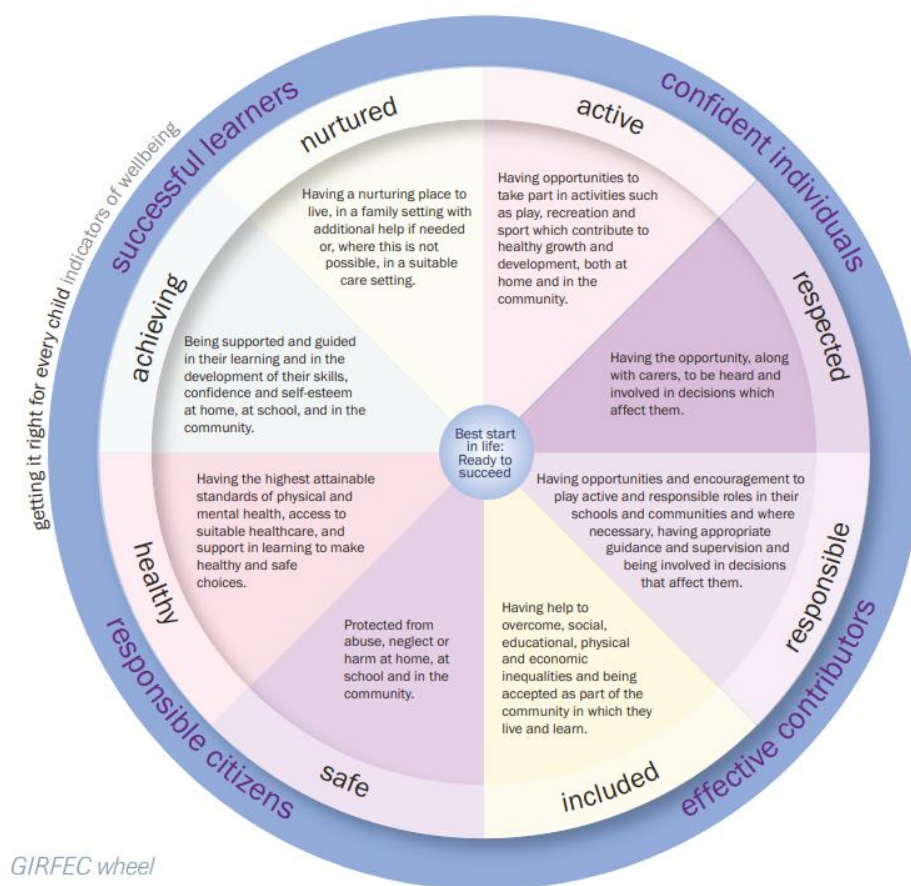 getting it right for every child indicators of wellbeing
successful learners
confident individuals
nurtured
active
Having a nurturing place to
live, in a family setting with
additional help if needed
or, where this is not
possible, in a suitable
care setting.
Having opportunities to
take part in activities such
as play, recreation and
sport which contribute to
healthy growth and
development, both at
home and in the
community.
achieving
Being supported and guided
in their learning and in the
development of their skills,
confidence and self-esteem
at home, at school, and in the
community.
respected
Having the opportunity, along
with carers, to be heard and
involved in decisions which
affect them.
Best start
in life:
Ready to
succeed
healthy
Having the highest attainable
standards of physical and
mental health, access to
suitable healthcare, and
support in learning to make
healthy and safe
choices.
Having opportunities and encouragement to
play active and responsible roles in their
schools and communities and where
necessary, having appropriate
guidance and supervision and
being involved in decisions
that affect them.
responsible
Protected from
abuse, neglect or
harm at home, at
school and in the
community.
Having help to
overcome, social,
educational, physical
and economic
inequalities and being
accepted as part of the
community in which they
live and learn.
safe
included
responsible citizens
effective contributors
GIRFEC wheel